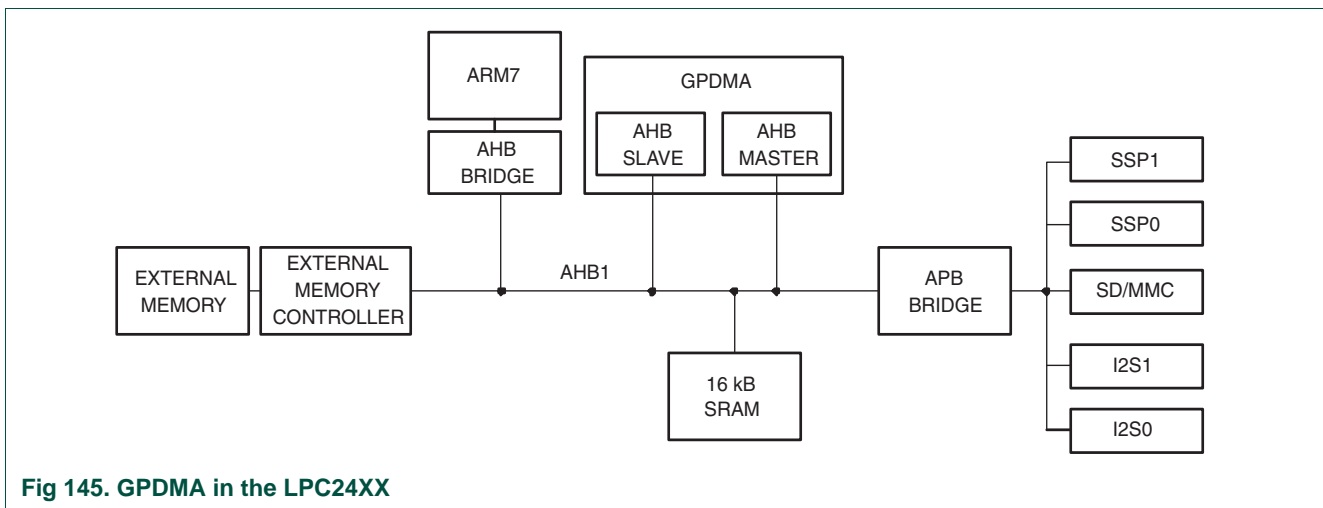 ARM7
AHB
BRIDGE
GPDMA
AHB
SLAVE
AHB
MASTER
EXTERNAL
MEMORY
EXTERNAL
MEMORY
CONTROLLER
AHB1
16 kB
SRAM
APB
BRIDGE
SSP1
SSP0
SD/MMC
I2S1
I2S0
Fig 145. GPDMA in the LPC24XX